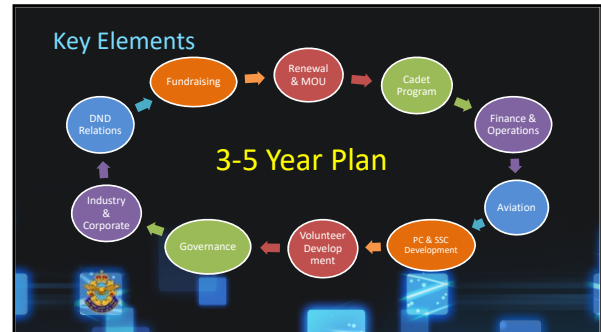 Key Elements
Fundraising
Renewal
& MOU
Cadet
Program
DND
Relations
Finance &
Operations
3-5 Year Plan
Industry
&
Corporate
Aviation
Governance
Volunteer
Develop
ment
PC & SSC
Development